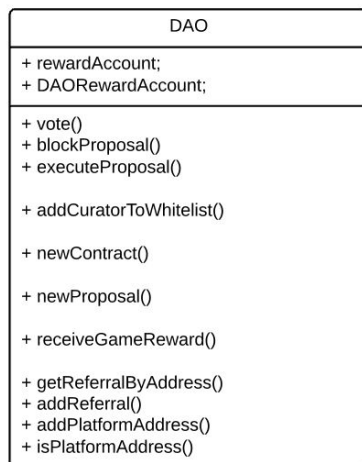 DAO
+ rewardAccount;
+ DAORewardAccount;
+ vote()
+ blockProposal()
+ executeProposal()
+ addCuratorToWhitelist()
+ newContract()
+ newProposal()
+ receiveGameReward()
+ getReferralByAddress()
+ addReferral()
+ addPlatformAddress()
+ isPlatformAddress()